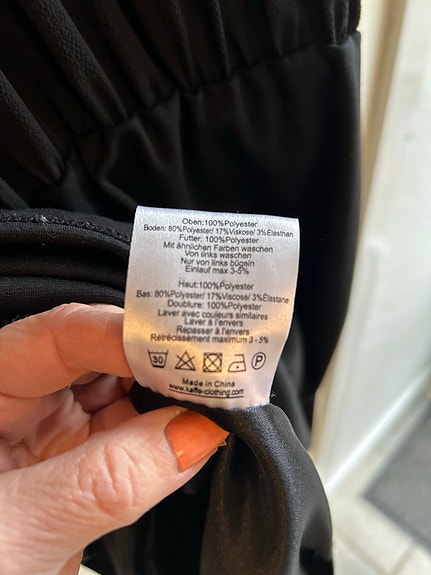 Oben:100%Polyester
Boden: 80%Polyester/ 17%Viscose/ 3%Elasthan
Futter: 100%Polyester
Mit ähnlichen Farben waschen
Von links waschen
Nur von links bügeln
Einlauf max 3-5%
Haut:100%Polyester
Bas: 80%Polyester/ 17%Viscose/ 3%Élastane
Doublure: 100%Polyester
Laver avec couleurs similaires
Laver à l'envers
Repasser à l'envers
Rétrécissement maximum 3 - 5%
30 P
Made in China
www.kaffe-clothing.com